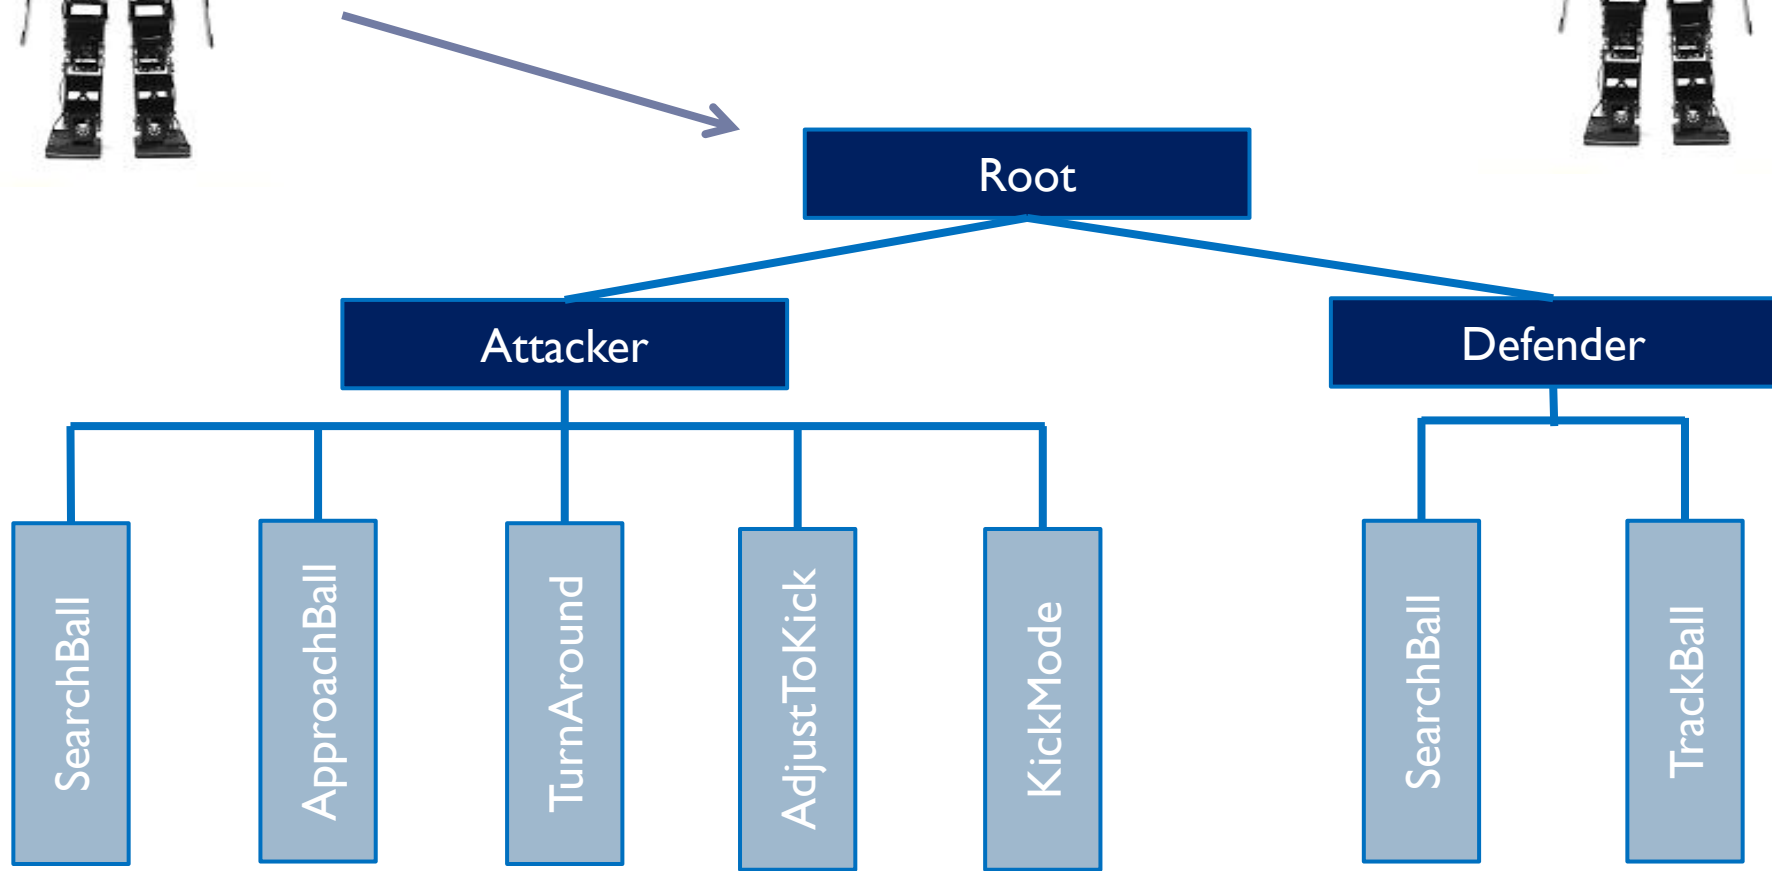 Root
Attacker
Defender
SearchBall
ApproachBall
TurnAround
AdjustToKick
KickMode
SearchBall
TrackBall